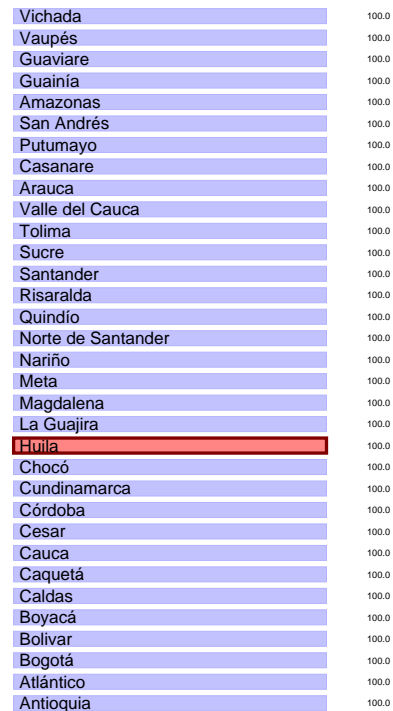 Vichada 100.0
Vaupés 100.0
Guaviare 100.0
Guainía 100.0
Amazonas 100.0
San Andrés 100.0
Putumayo 100.0
Casanare 100.0
Arauca 100.0
Valle del Cauca 100.0
Tolima 100.0
Sucre 100.0
Santander 100.0
Risaralda 100.0
Quindío 100.0
Norte de Santander 100.0
Nariño 100.0
Meta 100.0
Magdalena 100.0
La Guajira 100.0
Huila 100.0
Chocó 100.0
Cundinamarca 100.0
Córdoba 100.0
Cesar 100.0
Cauca 100.0
Caquetá 100.0
Caldas 100.0
Boyacá 100.0
Bolivar 100.0
Bogotá 100.0
Atlántico 100.0
Antioquia 100.0